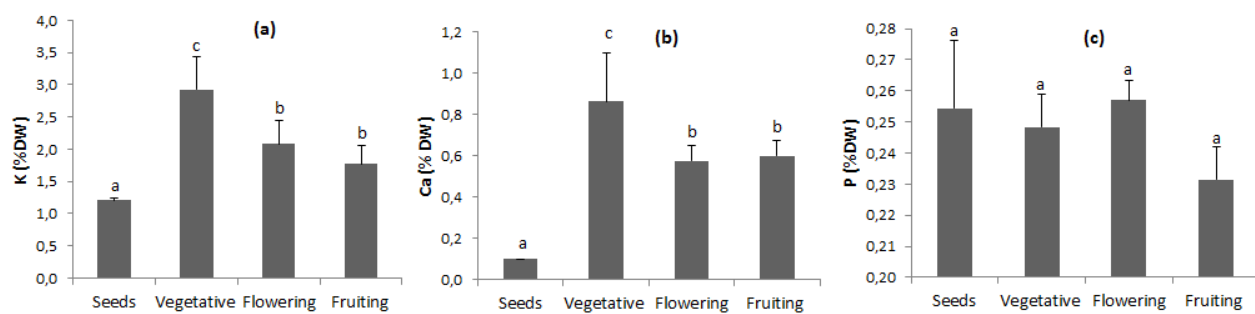 (a)
K (%DW)
4,0
3,5
3,0
2,5
2,0
1,5
1,0
0,5
0,0
a
c
b
b
Seeds Vegetative Flowering Fruiting
(b)
Ca (% DW)
1,2
1,0
0,8
0,6
0,4
0,2
0,0
a
c
b
b
Seeds Vegetative Flowering Fruiting
(c)
P (%DW)
0,28
0,27
0,26
0,25
0,24
0,23
0,22
0,21
0,20
a
a
a
a
Seeds Vegetative Flowering Fruiting